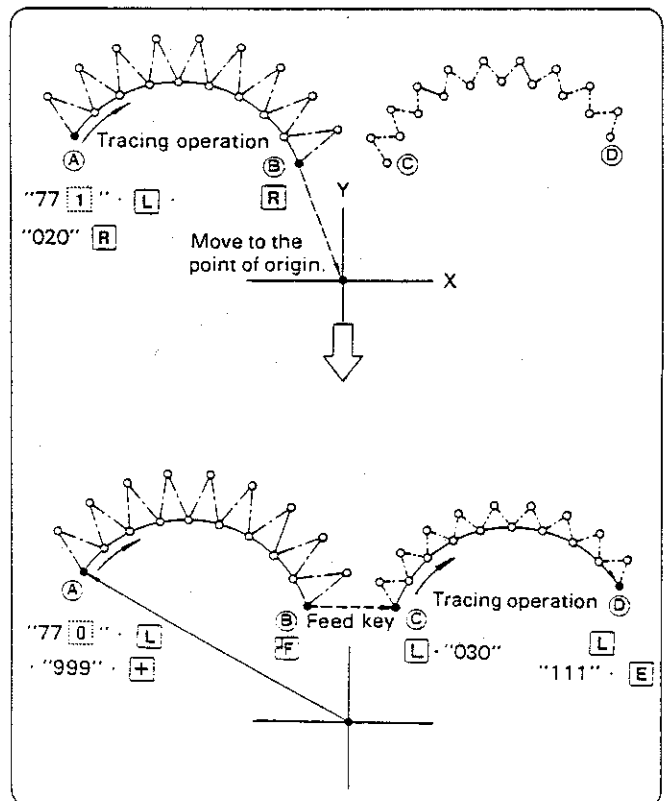 Tracing operation
Ⓐ
Ⓑ
Ⓒ
Ⓓ
"77 1 " · L ·
"020" R
R
Y
Move to the
point of origin.
X
Ⓐ
Tracing operation
Ⓑ
Feed key
Ⓒ
Ⓓ
"77 0 " · L
· "999" · +
F
L · "030"
L
"111" · E